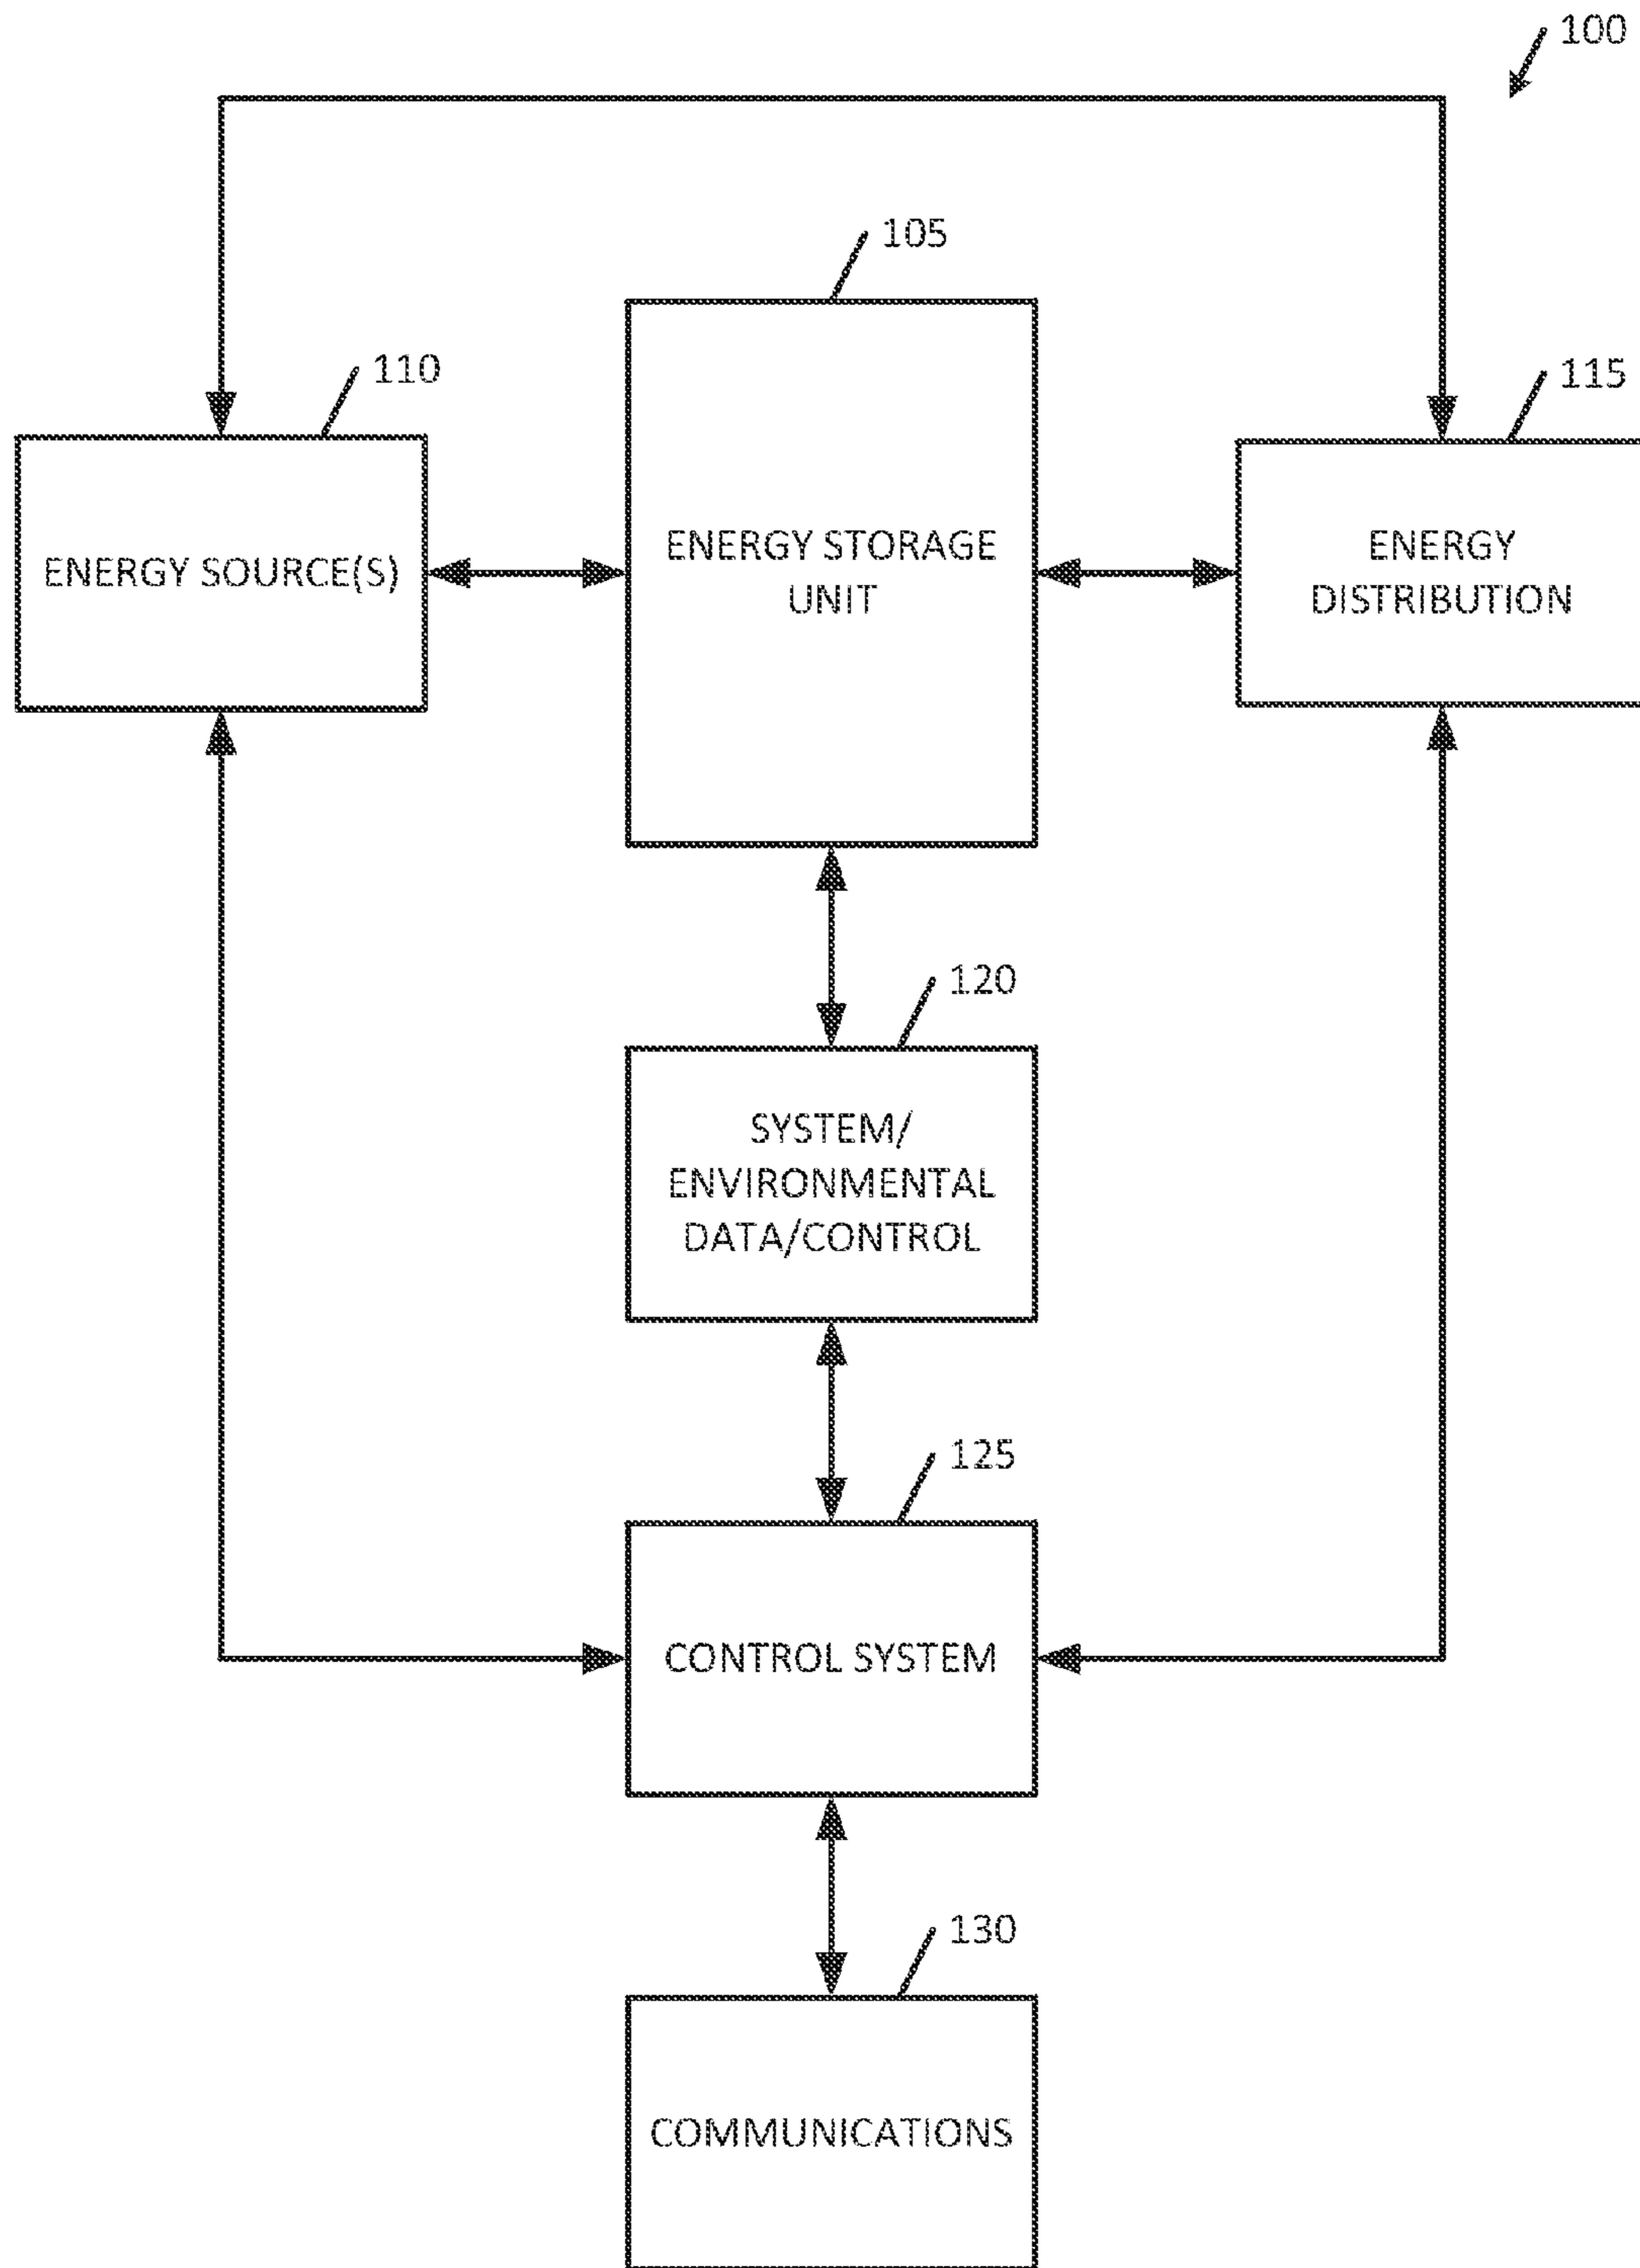 100
105
110
115
ENERGY SOURCE(S)
ENERGY STORAGE
UNIT
ENERGY
DISTRIBUTION
120
SYSTEM/
ENVIRONMENTAL
DATA/CONTROL
125
CONTROL SYSTEM
130
COMMUNICATIONS